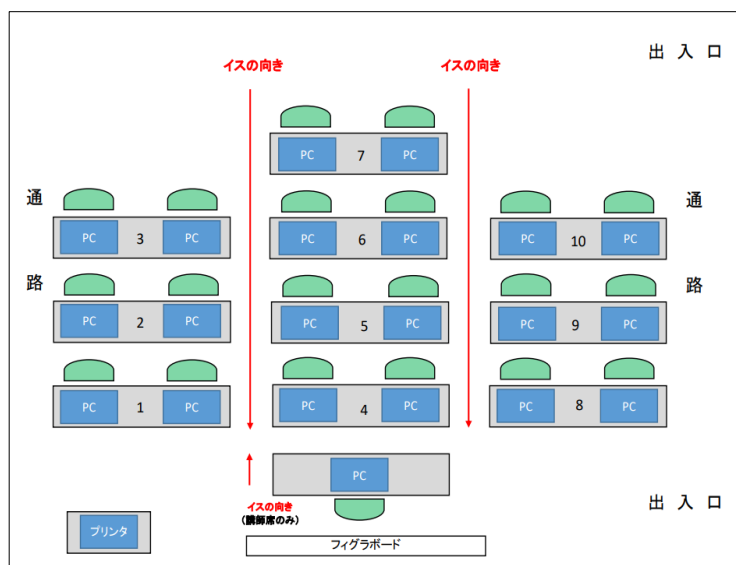 出 入 口
イスの向き
イスの向き
PC 7 PC
通
通
PC 3 PC
PC 6 PC
PC 10 PC
路
路
PC 2 PC
PC 5 PC
PC 9 PC
PC 1 PC
PC 4 PC
PC 8 PC
PC
イスの向き
(講師席のみ)
出 入 口
プリンタ
フィグラボード